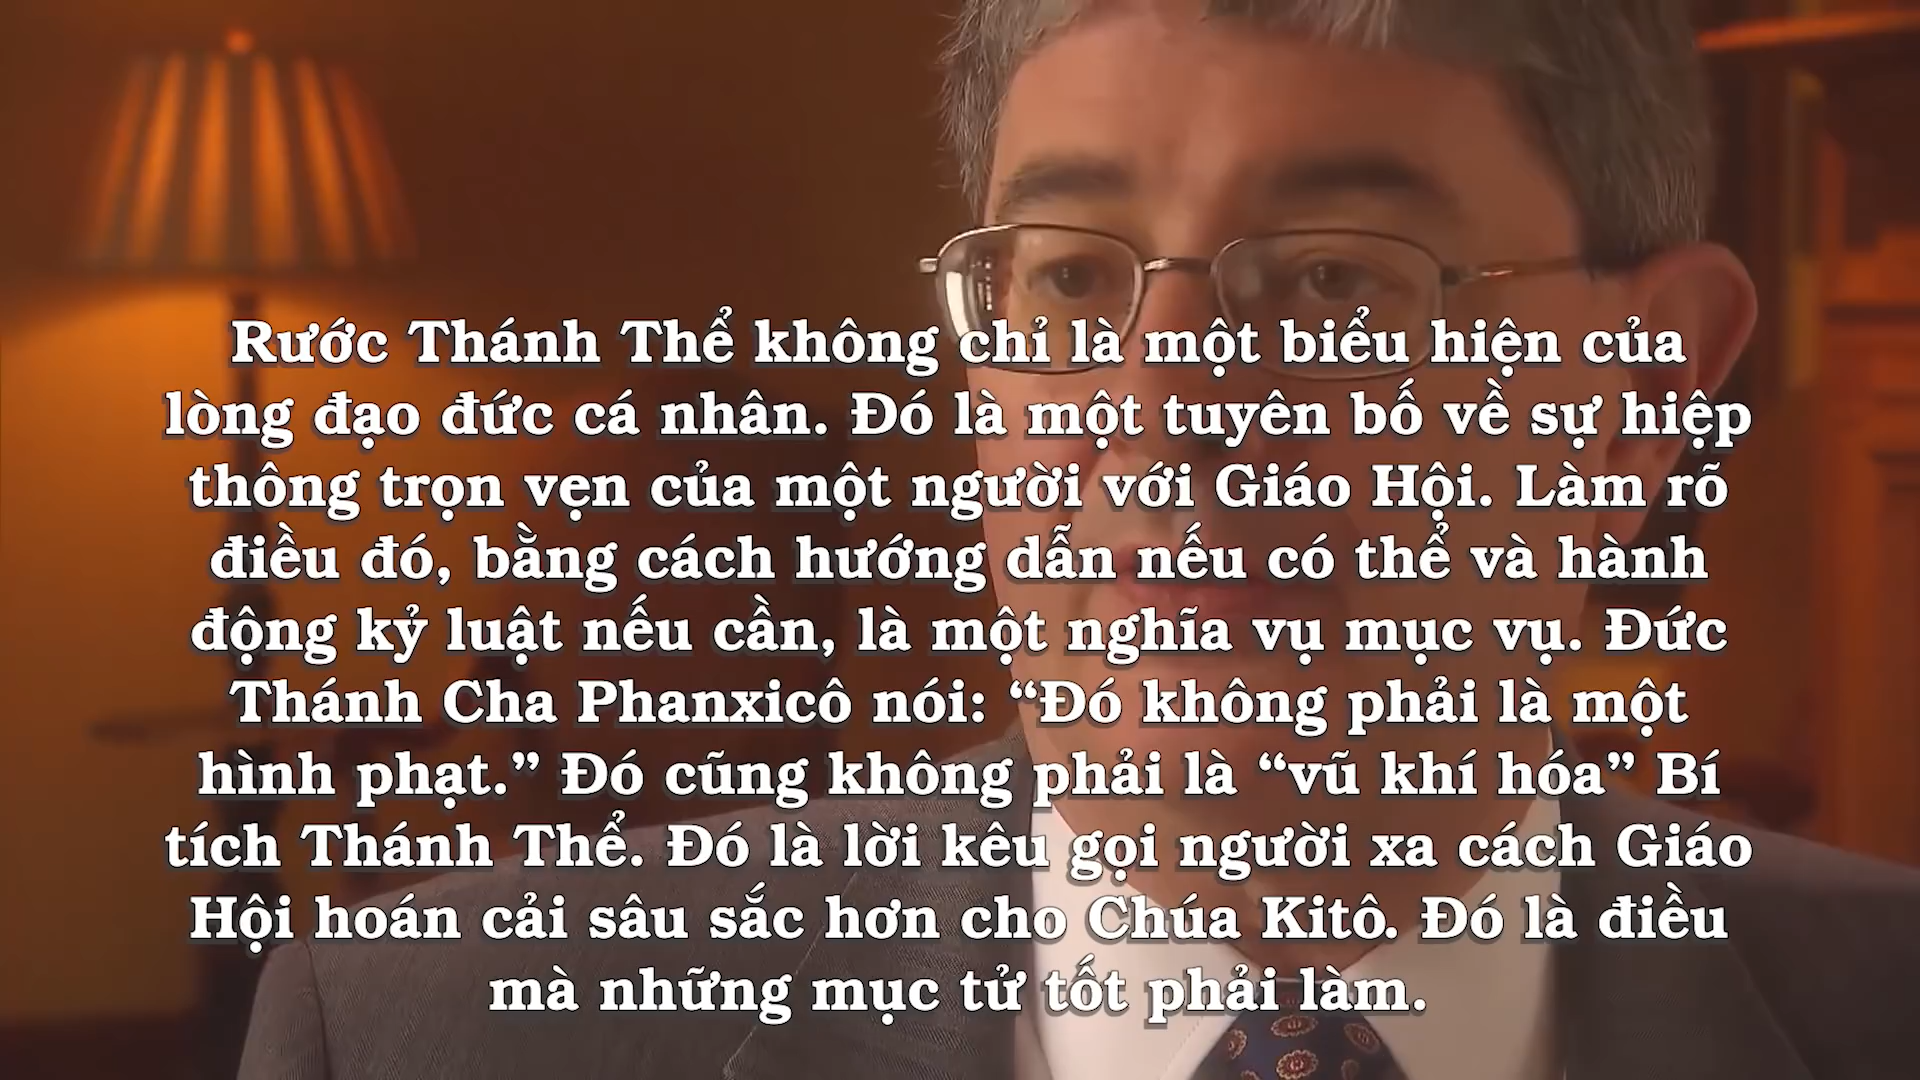 Rước Thánh Thể không chỉ là một biểu hiện của
lòng đạo đức cá nhân. Đó là một tuyên bố về sự hiệp
thông trọn vẹn của một người với Giáo Hội. Làm rõ
điều đó, bằng cách hướng dẫn nếu có thể và hành
động kỷ luật nếu cần, là một nghĩa vụ mục vụ. Đức
Thánh Cha Phanxicô nói: “Đó không phải là một
hình phạt.” Đó cũng không phải là “vũ khí hóa” Bí
tích Thánh Thể. Đó là lời kêu gọi người xa cách Giáo
Hội hoán cải sâu sắc hơn cho Chúa Kitô. Đó là điều
mà những mục tử tốt phải làm.